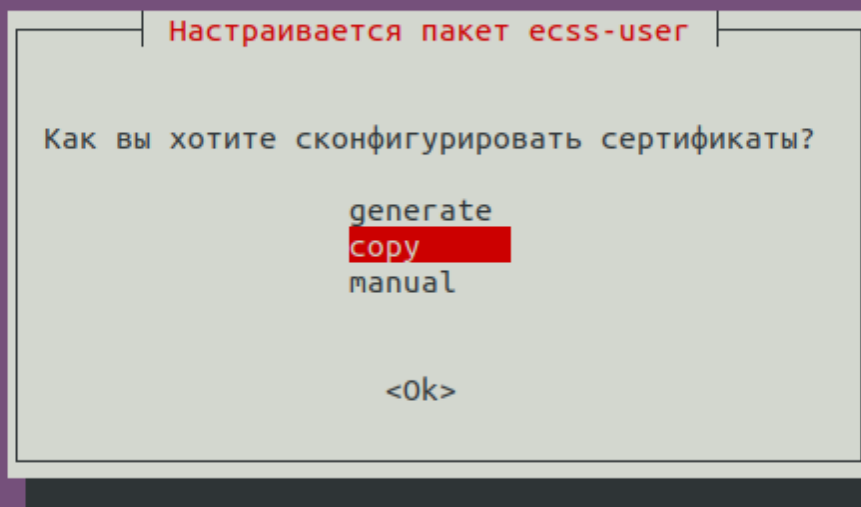 Настраивается пакет ecss-user
Как вы хотите сконфигурировать сертификаты?
generate
copy
manual
<Ok>